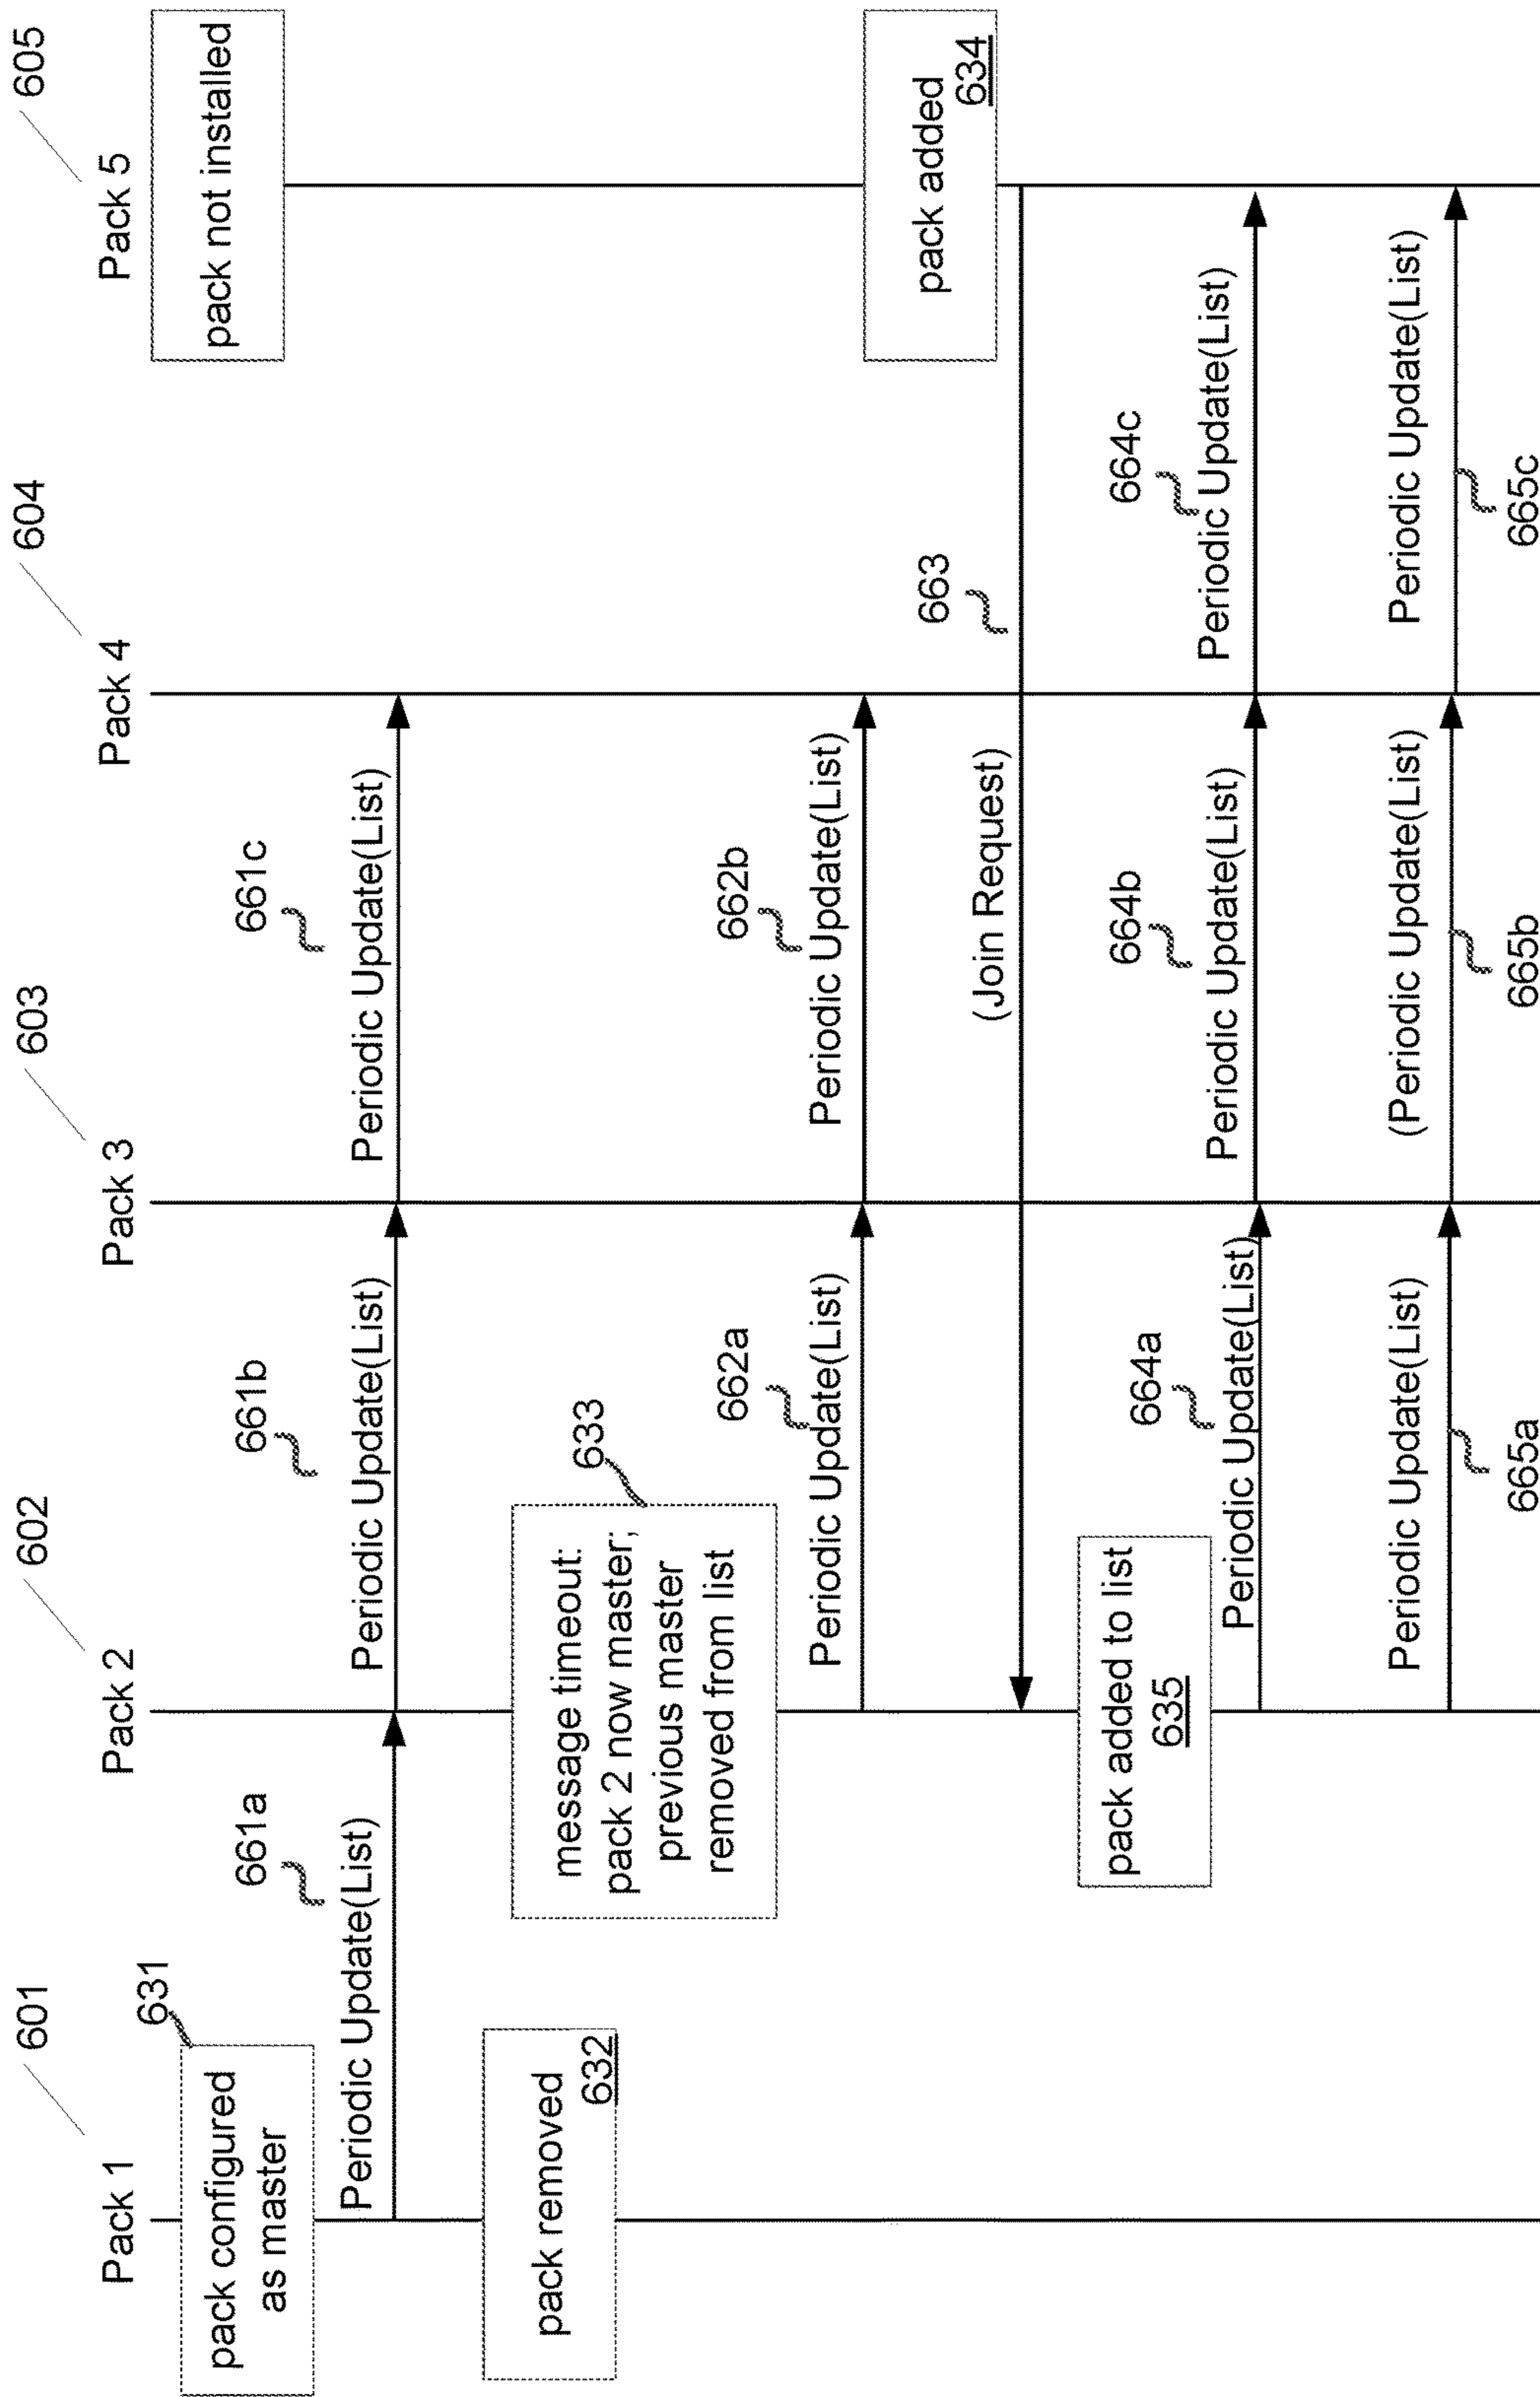 601
602
603
604
605
Pack 1
Pack 2
Pack 3
Pack 4
Pack 5
631
pack configured
as master
pack not installed
661a
661b
661c
Periodic Update(List)
Periodic Update(List)
Periodic Update(List)
pack removed
632
633
message timeout:
pack 2 now master;
previous master
removed from list
662a
662b
Periodic Update(List)
Periodic Update(List)
pack added
634
663
(Join Request)
pack added to list
635
664a
664b
664c
Periodic Update(List)
Periodic Update(List)
Periodic Update(List)
Periodic Update(List)
(Periodic Update(List)
Periodic Update(List)
665a
665b
665c